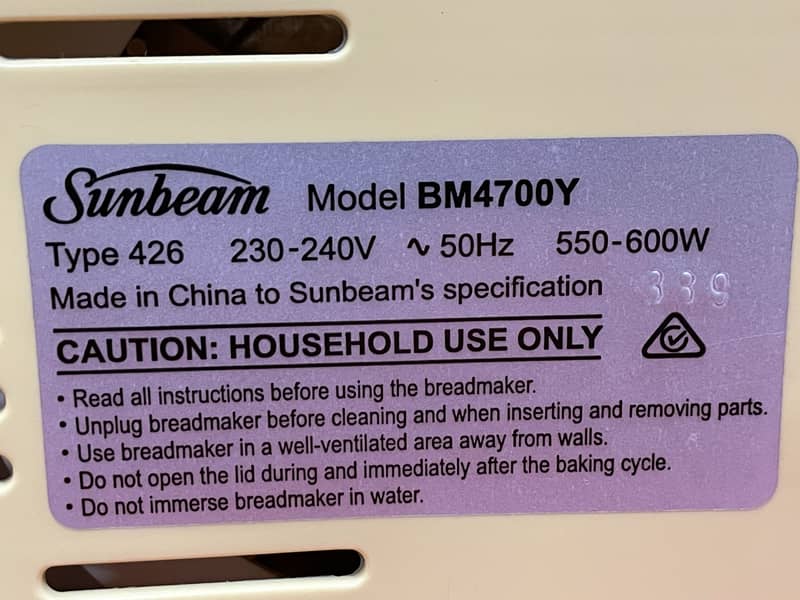 Sunbeam Model BM4700Y
Type 426 230-240V ~ 50Hz 550-600W
Made in China to Sunbeam's specification 339
CAUTION: HOUSEHOLD USE ONLY
• Read all instructions before using the breadmaker.
• Unplug breadmaker before cleaning and when inserting and removing parts.
• Use breadmaker in a well-ventilated area away from walls.
• Do not open the lid during and immediately after the baking cycle.
• Do not immerse breadmaker in water.